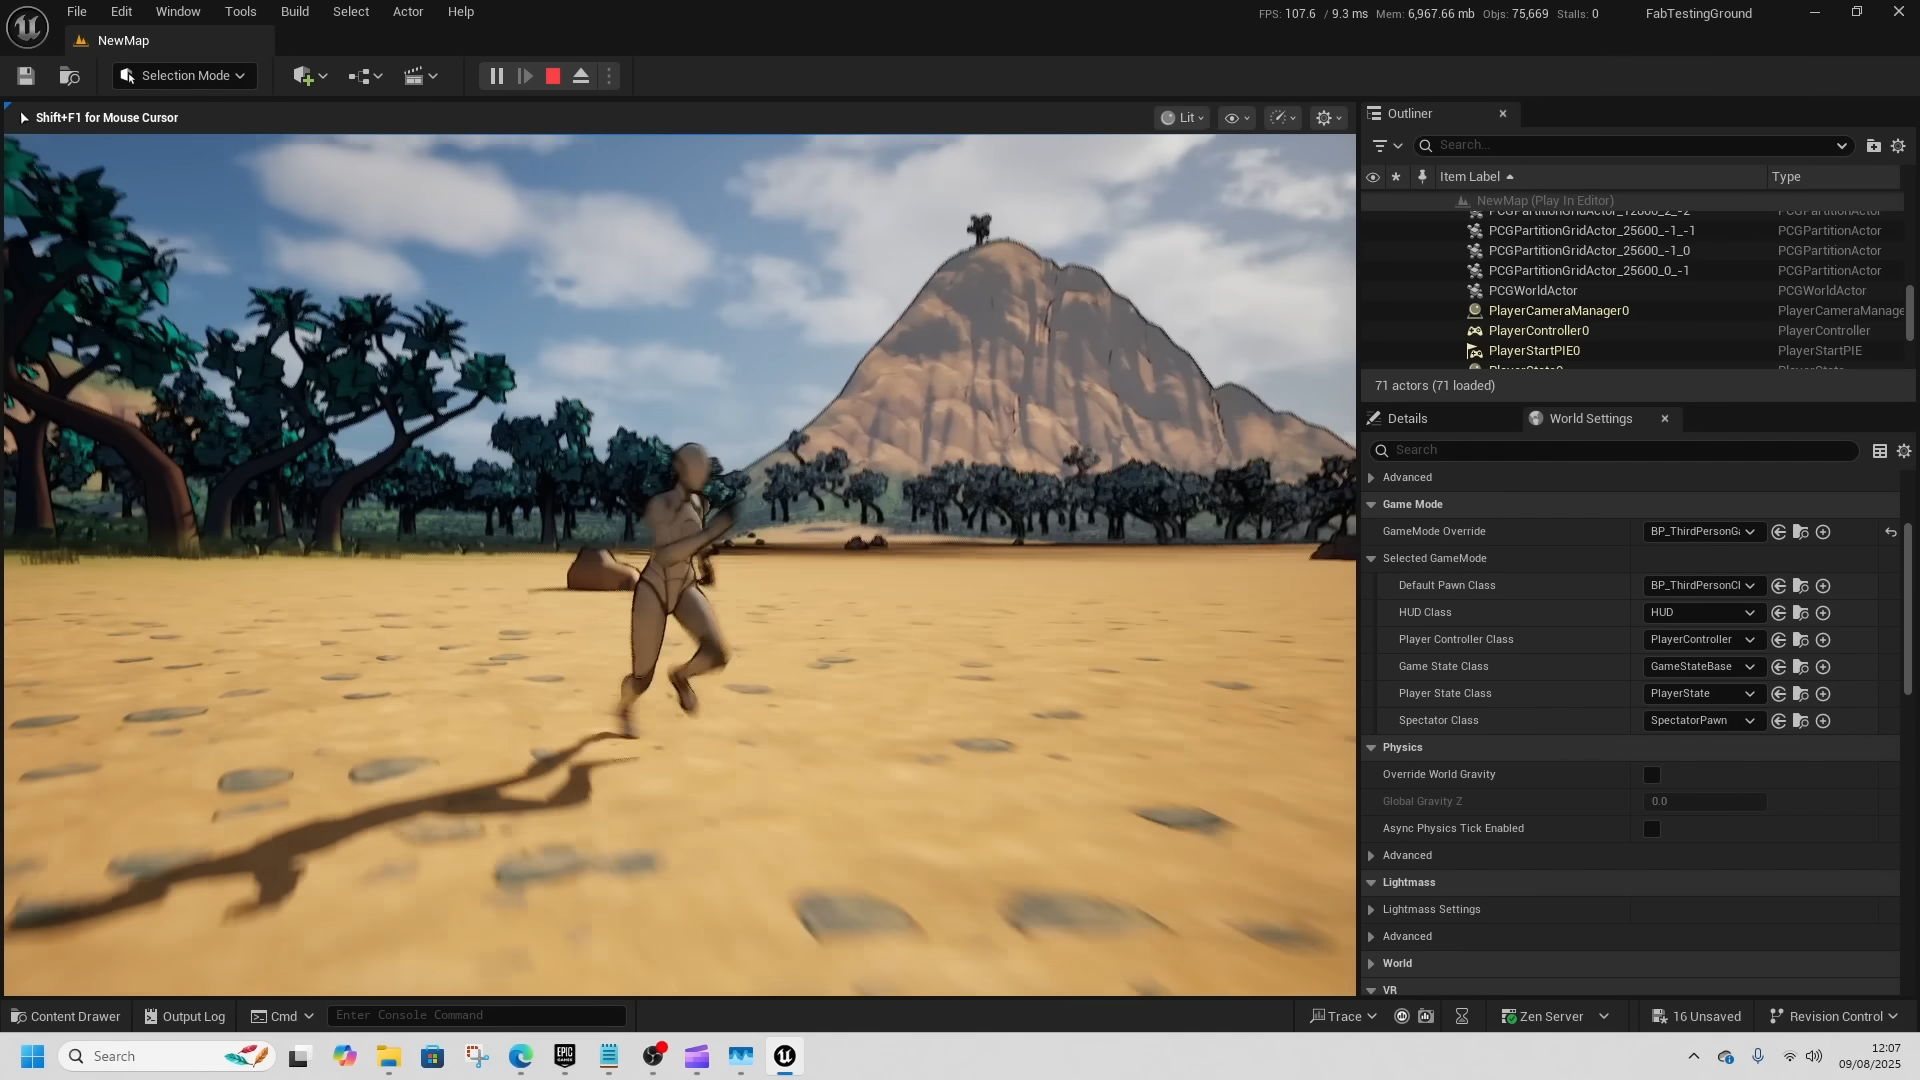 File Edit Window Tools Build Select Actor Help
FPS: 107.6 / 9.3 ms Mem: 6,967.66 mb Objs: 75,669 Stalls: 0 FabTestingGround
NewMap
Selection Mode
Shift+F1 for Mouse Cursor
Lit
Outliner
Search...
Item Label Type
NewMap (Play In Editor)
PCGPartitionGridActor_12800_2_-2 PCGPartitionActor
PCGPartitionGridActor_25600_-1_-1 PCGPartitionActor
PCGPartitionGridActor_25600_-1_0 PCGPartitionActor
PCGPartitionGridActor_25600_0_-1 PCGPartitionActor
PCGWorldActor PCGWorldActor
PlayerCameraManager0 PlayerCameraManage
PlayerController0 PlayerController
PlayerStartPIE0 PlayerStartPIE
71 actors (71 loaded)
Details World Settings
Search
Advanced
Game Mode
GameMode Override BP_ThirdPersonGa
Selected GameMode
Default Pawn Class BP_ThirdPersonCl
HUD Class HUD
Player Controller Class PlayerController
Game State Class GameStateBase
Player State Class PlayerState
Spectator Class SpectatorPawn
Physics
Override World Gravity
Global Gravity Z 0.0
Async Physics Tick Enabled
Advanced
Lightmass
Lightmass Settings
Advanced
World
VR
Content Drawer Output Log Cmd Enter Console Command Trace Zen Server 16 Unsaved Revision Control
Search
EPIC
GAMES
12:07
09/08/2025